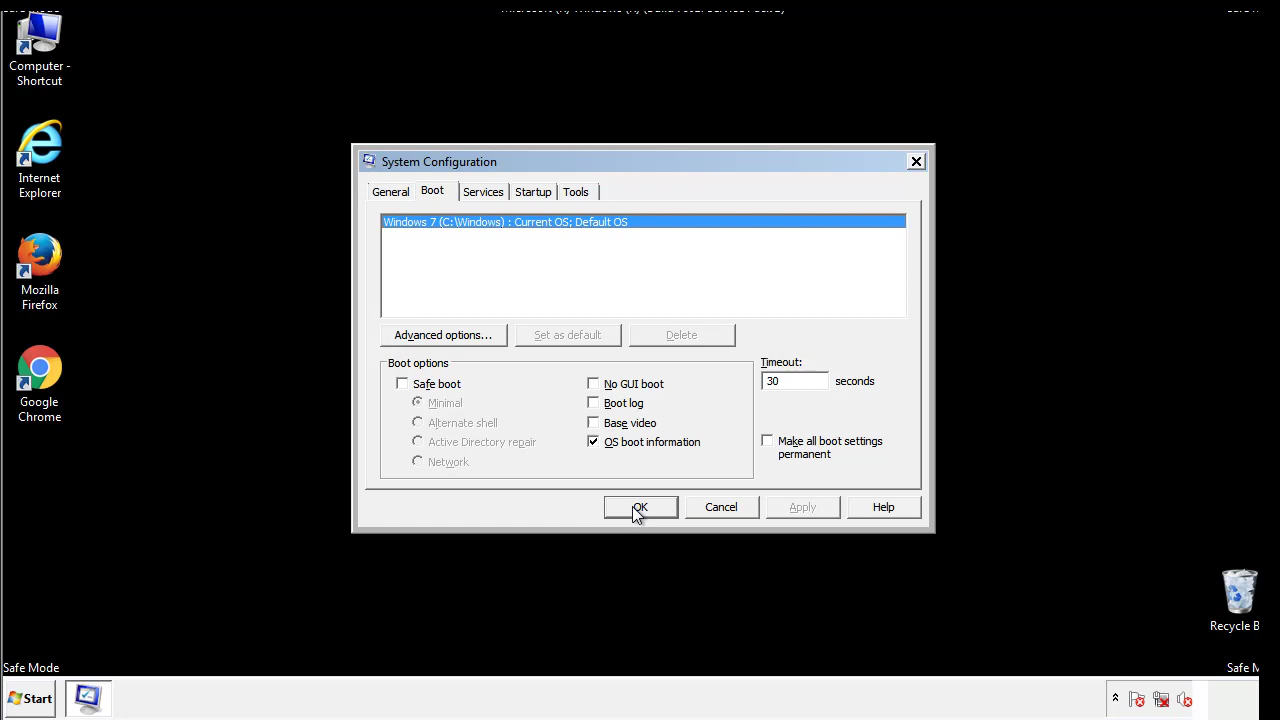 Computer -
Shortcut
Internet
Explorer
Mozilla
Firefox
Google
Chrome
System Configuration
General
Boot
Services
Startup
Tools
Windows 7 (C:\Windows) : Current OS; Default OS
Advanced options...
Set as default
Delete
Boot options
Safe boot
Minimal
Alternate shell
Active Directory repair
Network
No GUI boot
Boot log
Base video
OS boot information
Timeout:
30 seconds
Make all boot settings
permanent
OK
Cancel
Apply
Help
Recycle B
Safe Mode
Safe M
Start